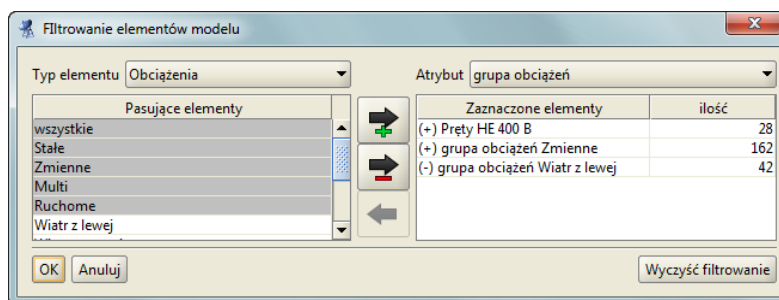 FIltrowanie elementów modelu
Typ elementu Obciążenia Atrybut grupa obciążeń
Pasujące elementy
wszystkie
Stałe
Zmienne
Multi
Ruchome
Wiatr z lewej
Zaznaczone elementy ilość
(+) Pręty HE 400 B 28
(+) grupa obciążeń Zmienne 162
(-) grupa obciążeń Wiatr z lewej 42
OK Anuluj Wyczyść filtrowanie